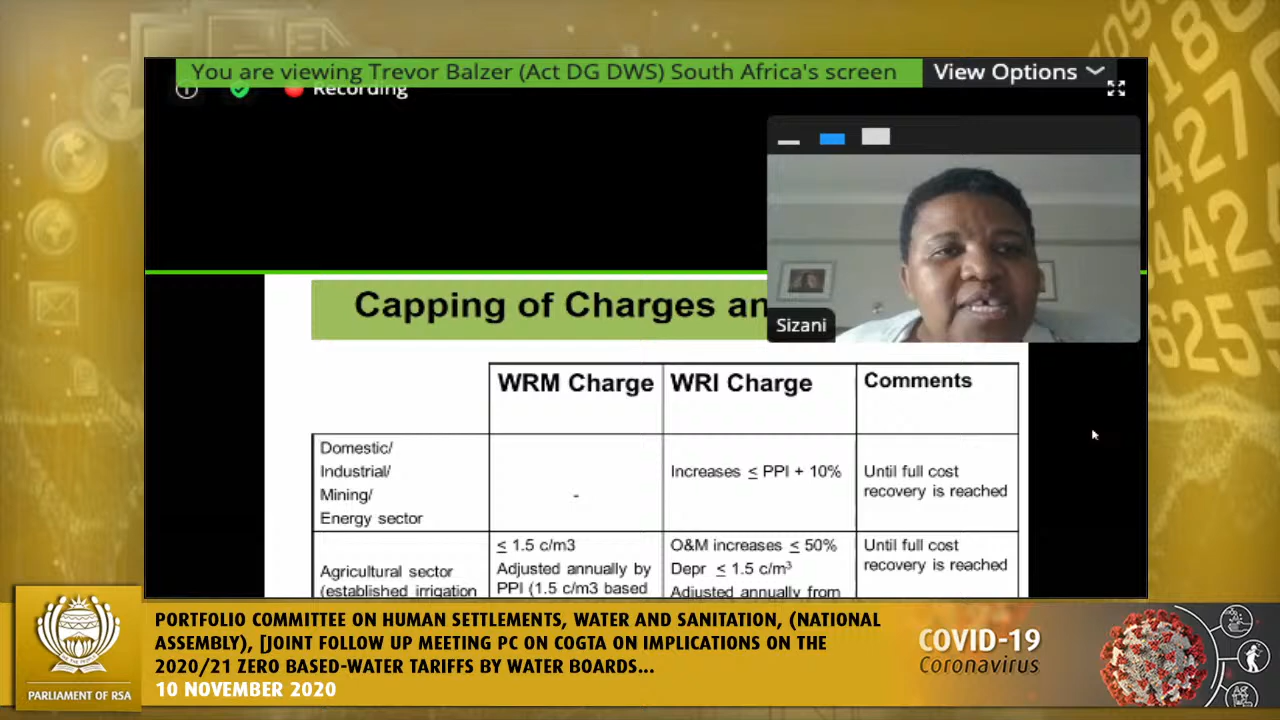 You are viewing Trevor Balzer (Act DG DWS) South Africa's screen
View Options
Recording
Sizani
Capping of Charges an
WRM Charge
WRI Charge
Comments
Domestic/
Industrial/
Mining/
Energy sector
-
Increases ≤ PPI + 10%
Until full cost
recovery is reached
Agricultural sector
(established irrigation
≤ 1.5 c/m3
Adjusted annually by
PPI (1.5 c/m3 based
O&M increases ≤ 50%
Depr ≤ 1.5 c/m³
Adjusted annually from
Until full cost
recovery is reached
PARLIAMENT OF RSA
PORTFOLIO COMMITTEE ON HUMAN SETTLEMENTS, WATER AND SANITATION, (NATIONAL
ASSEMBLY), [JOINT FOLLOW UP MEETING PC ON COGTA ON IMPLICATIONS ON THE
2020/21 ZERO BASED-WATER TARIFFS BY WATER BOARDS...
10 NOVEMBER 2020
COVID-19
Coronavirus